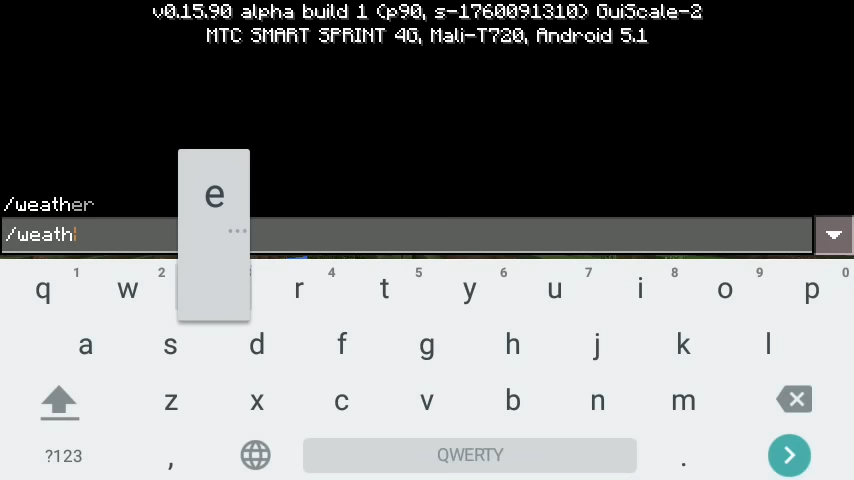 v0.15.90 alpha build 1 (p90, s-1760091310) GuiScale-2
MTC SMART SPRINT 4G, Mali-T720, Android 5.1
/weather
/weath
e
...
1 2 4 5 6 7 8 9 0
q w r t y u i o p
a s d f g h j k l
z x c v b n m
?123 , QWERTY .